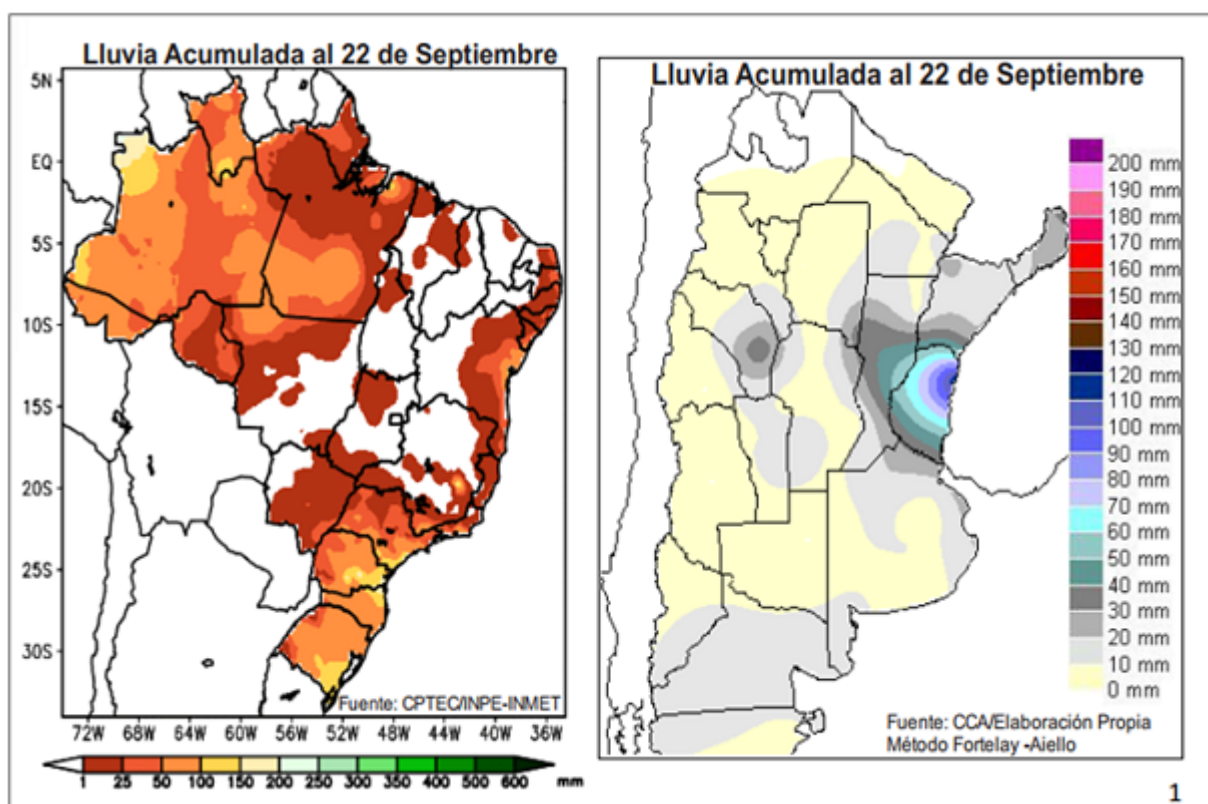 Lluvia Acumulada al 22 de Septiembre
5N
EQ
5S
10S
15S
20S
25S
30S
Fuente: CPTEC/INPE-INMET
72W 68W 64W 60W 56W 52W 48W 44W 40W 36W
1 25 50 100 150 200 250 300 350 400 500 600 mm
Lluvia Acumulada al 22 de Septiembre
200 mm
190 mm
180 mm
170 mm
160 mm
150 mm
140 mm
130 mm
120 mm
110 mm
100 mm
90 mm
80 mm
70 mm
60 mm
50 mm
40 mm
30 mm
20 mm
10 mm
0 mm
Fuente: CCA/Elaboración Propia
Método Fortelay -Aiello
1